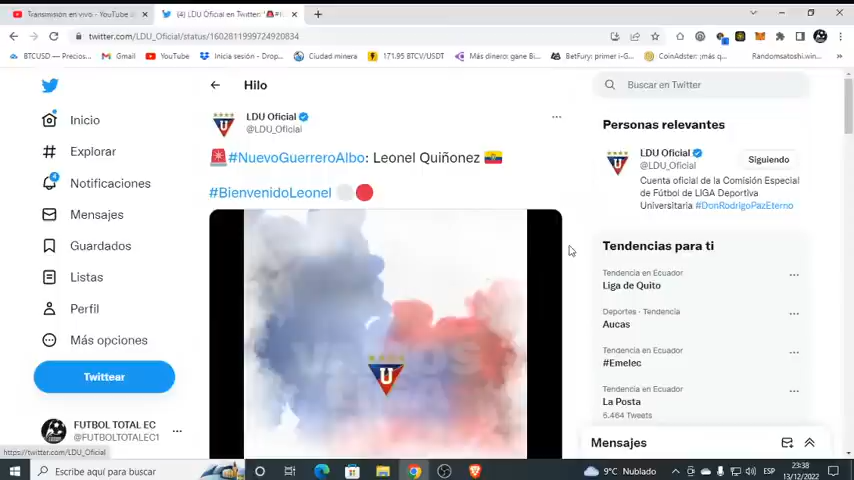 Transmisión en vivo - YouTube
(4) LDU Oficial en Twitter: "
twitter.com/LDU_Oficial/status/1602811999724920834
BTCUSD — Precios...
Gmail
YouTube
Inicia sesión - Drop...
Ciudad minera
171.95 BTCV/USDT
Más dinero: gane Bi...
BetFury: primer i-G...
CoinAdster: ¡más q...
Randomsatoshi.win...
Inicio
Explorar
4
Notificaciones
Mensajes
Guardados
Listas
Perfil
Más opciones
Twittear
FUTBOL TOTAL EC
@FUTBOLTOTALEC1
https://twitter.com/LDU_Oficial
Hilo
LDU Oficial
@LDU_Oficial
#NuevoGuerreroAlbo: Leonel Quiñonez
#BienvenidoLeonel
VAMOS
LIGA
U
Buscar en Twitter
Personas relevantes
LDU Oficial
@LDU_Oficial
Siguiendo
Cuenta oficial de la Comisión Especial
de Fútbol de LIGA Deportiva
Universitaria #DonRodrigoPazEterno
Tendencias para ti
Tendencia en Ecuador
Liga de Quito
Deportes · Tendencia
Aucas
Tendencia en Ecuador
#Emelec
Tendencia en Ecuador
La Posta
5.464 Tweets
Mensajes
Escribe aquí para buscar
9°C Nublado
ESP
23:38
13/12/2022